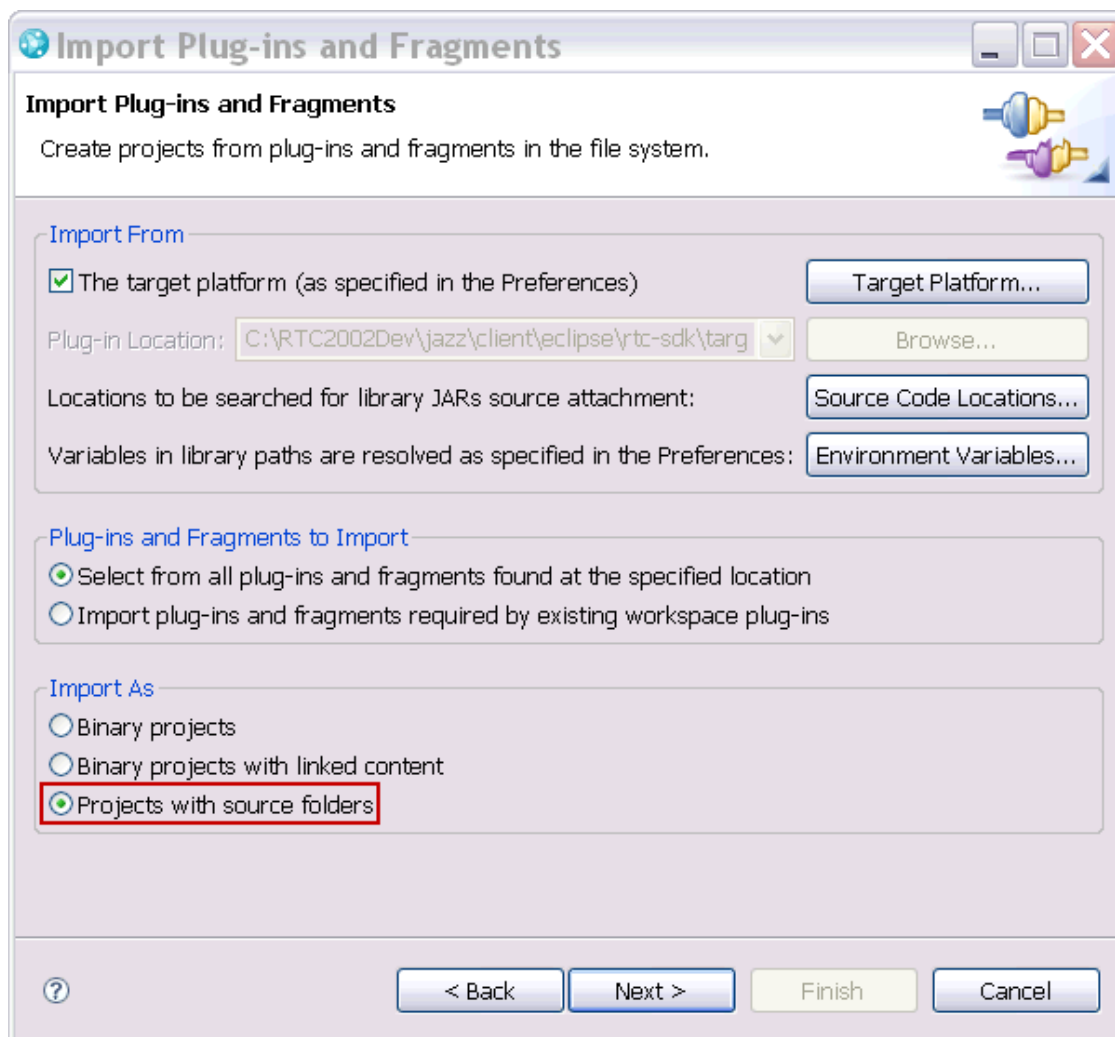 Import Plug-ins and Fragments
Import Plug-ins and Fragments
Create projects from plug-ins and fragments in the file system.
Import From
The target platform (as specified in the Preferences) Target Platform...
Plug-in Location: C:\RTC2002Dev\jazz\client\eclipse\rtc-sdk\targ Browse...
Locations to be searched for library JARs source attachment: Source Code Locations...
Variables in library paths are resolved as specified in the Preferences: Environment Variables...
Plug-ins and Fragments to Import
Select from all plug-ins and fragments found at the specified location
Import plug-ins and fragments required by existing workspace plug-ins
Import As
Binary projects
Binary projects with linked content
Projects with source folders
? < Back Next > Finish Cancel